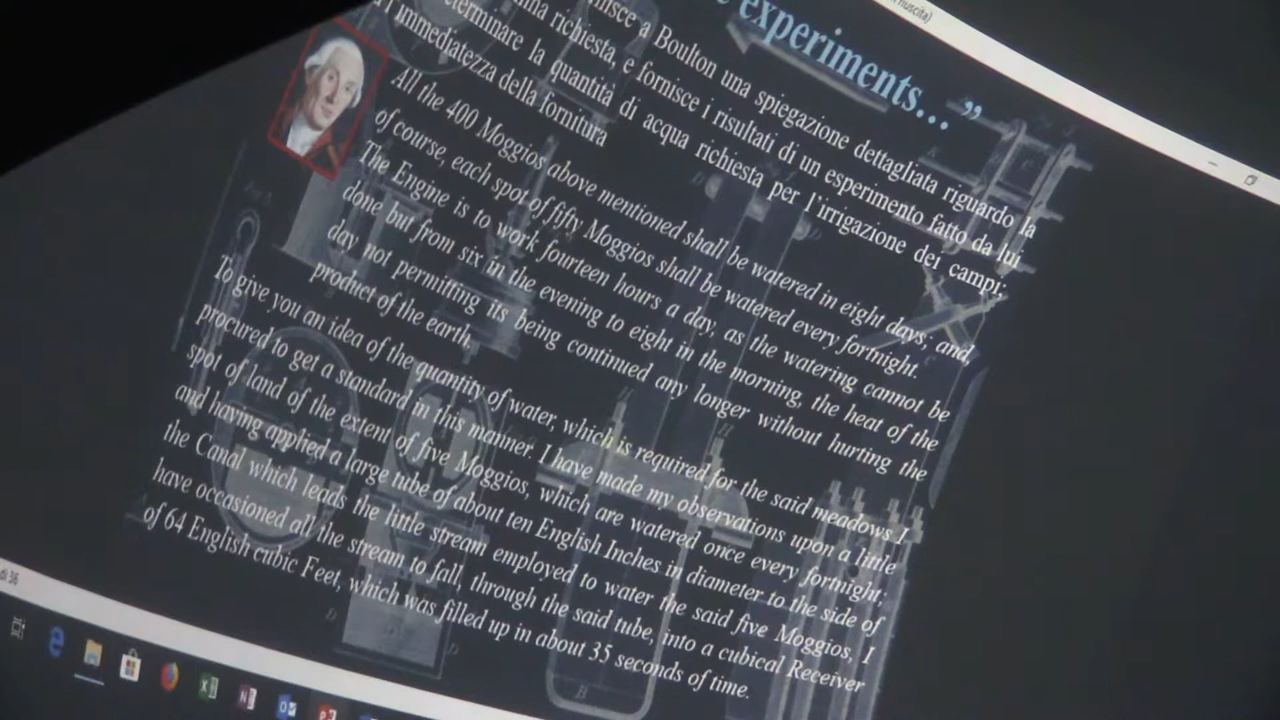 riuscita)
experiments... ”
a Boulton una spiegazione dettagliata riguardo la
richiesta, e fornisce i risultati di un esperimento fatto da lui
la quantità di acqua richiesta per l'irrigazione dei campi:
immediatezza della fornitura
All the 400 Moggios above mentioned shall be watered in eight days; and,
of course, each spot of fifty Moggios shall be watered every fortnight.
The Engine is to work fourteen hours a day, as the watering cannot be
done but from six in the evening to eight in the morning, the heat of the
day not permitting its being continued any longer without hurting the
product of the earth.
To give you an idea of the quantity of water, which is required for the said meadows I
procured to get a standard in this manner. I have made my observations upon a little
spot of land of the extent of five Moggios, which are watered once every fortnight;
and having applied a large tube of about ten English Inches in diameter to the side of
the Canal which leads the little stream employed to water the said five Moggios, I
have occasioned all the stream to fall, through the said tube, into a cubical Receiver
of 64 English cubic Feet, which was filled up in about 35 seconds of time.
di 36